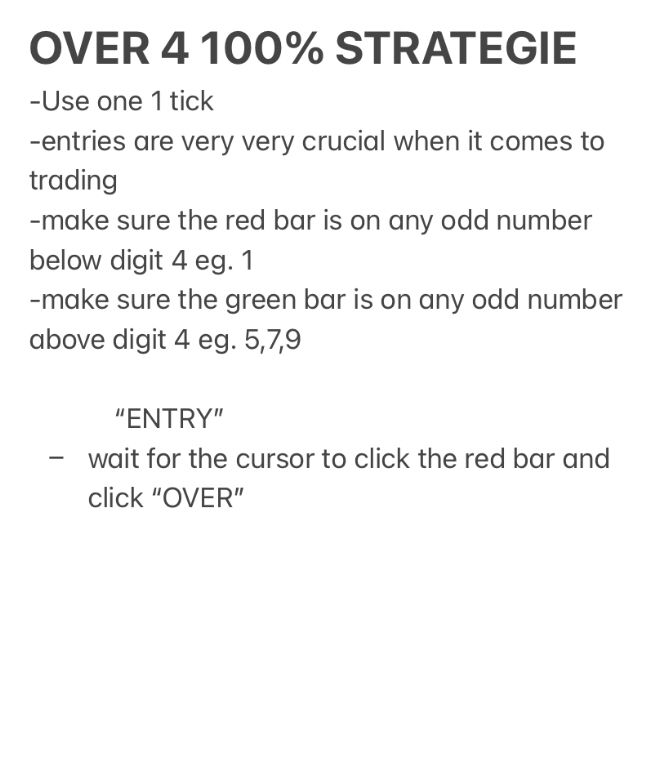 OVER 4 100% STRATEGIE
-Use one 1 tick
-entries are very very crucial when it comes to
trading
-make sure the red bar is on any odd number
below digit 4 eg. 1
-make sure the green bar is on any odd number
above digit 4 eg. 5,7,9
“ENTRY”
– wait for the cursor to click the red bar and
click “OVER”